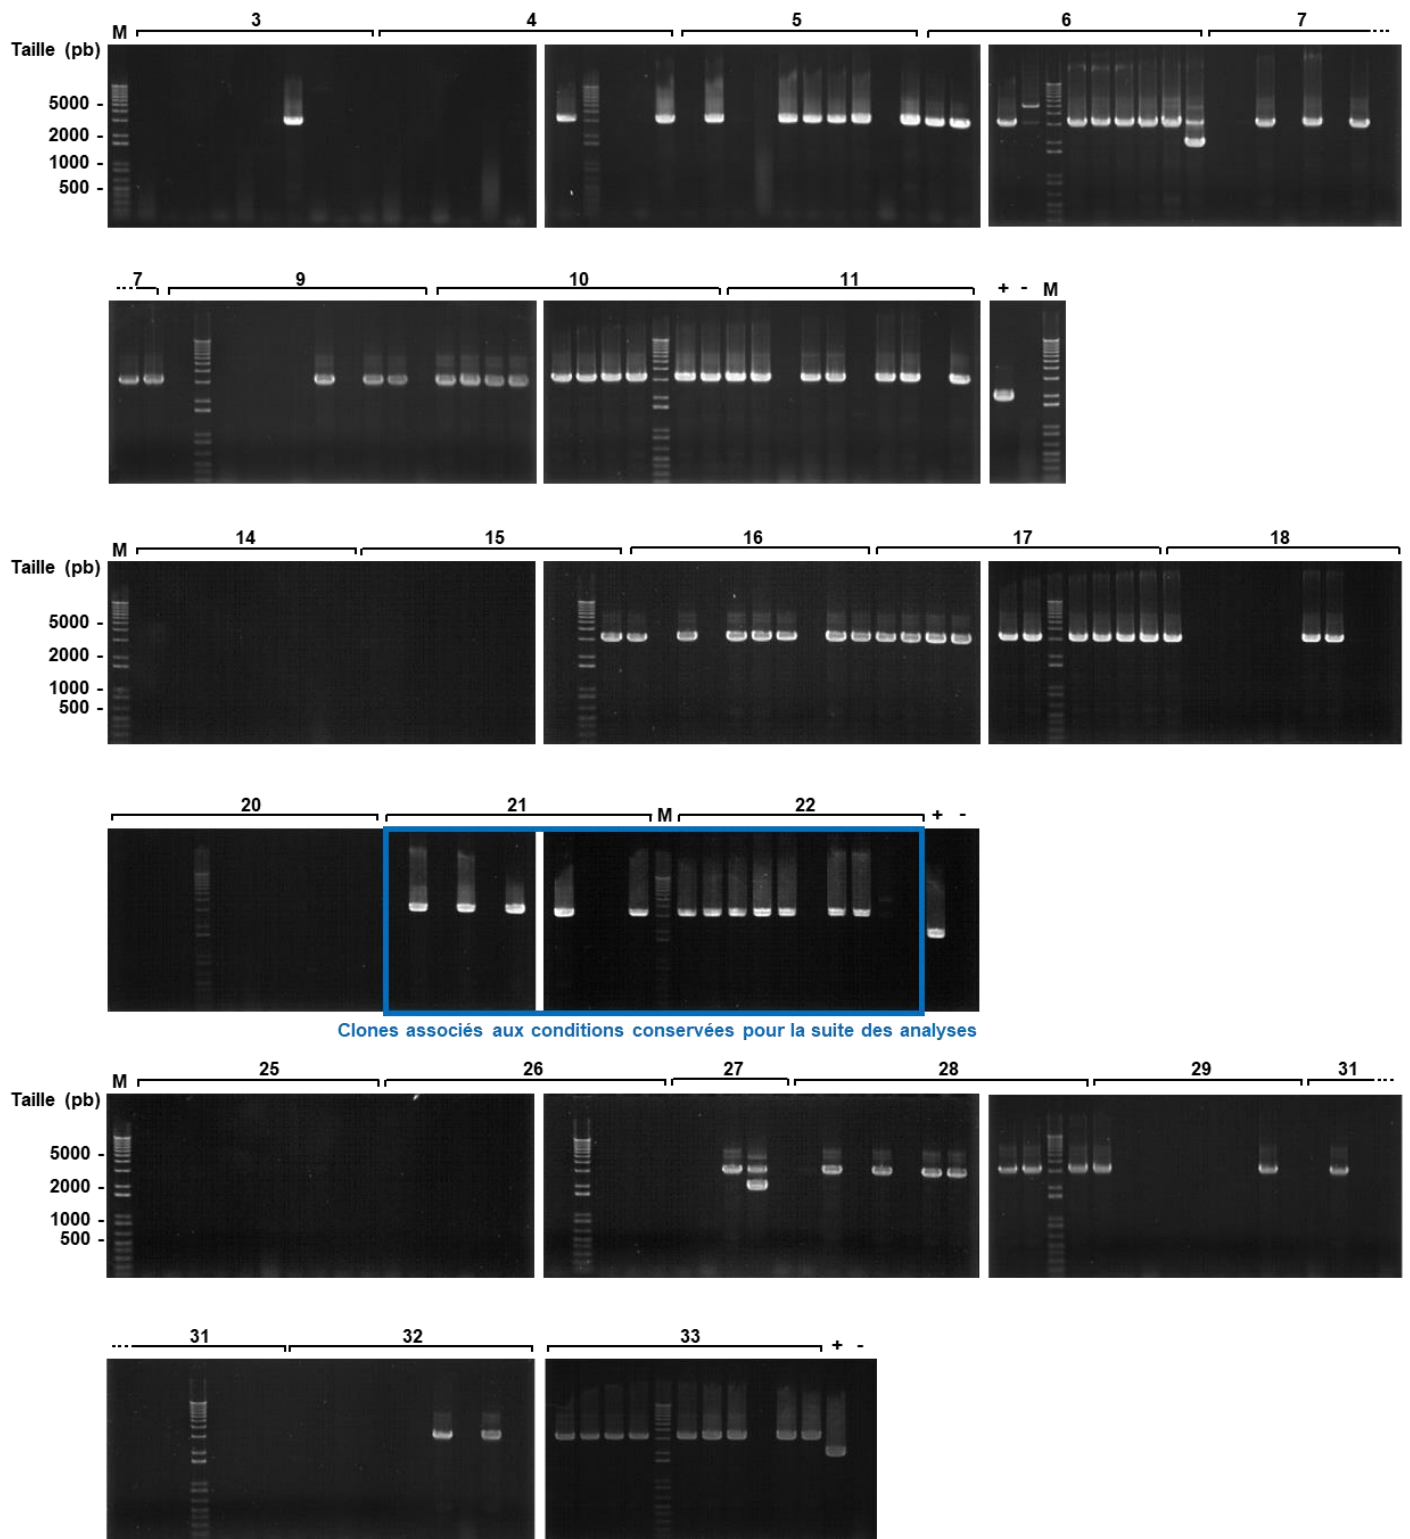 M 3 4 5 6 7
Taille (pb)
5000 -
2000 -
1000 -
500 -
7 9 10 11 + - M
M 14 15 16 17 18
Taille (pb)
5000 -
2000 -
1000 -
500 -
20 21 M 22 + -
Clones associés aux conditions conservées pour la suite des analyses
M 25 26 27 28 29 31
Taille (pb)
5000 -
2000 -
1000 -
500 -
31 32 33 + -